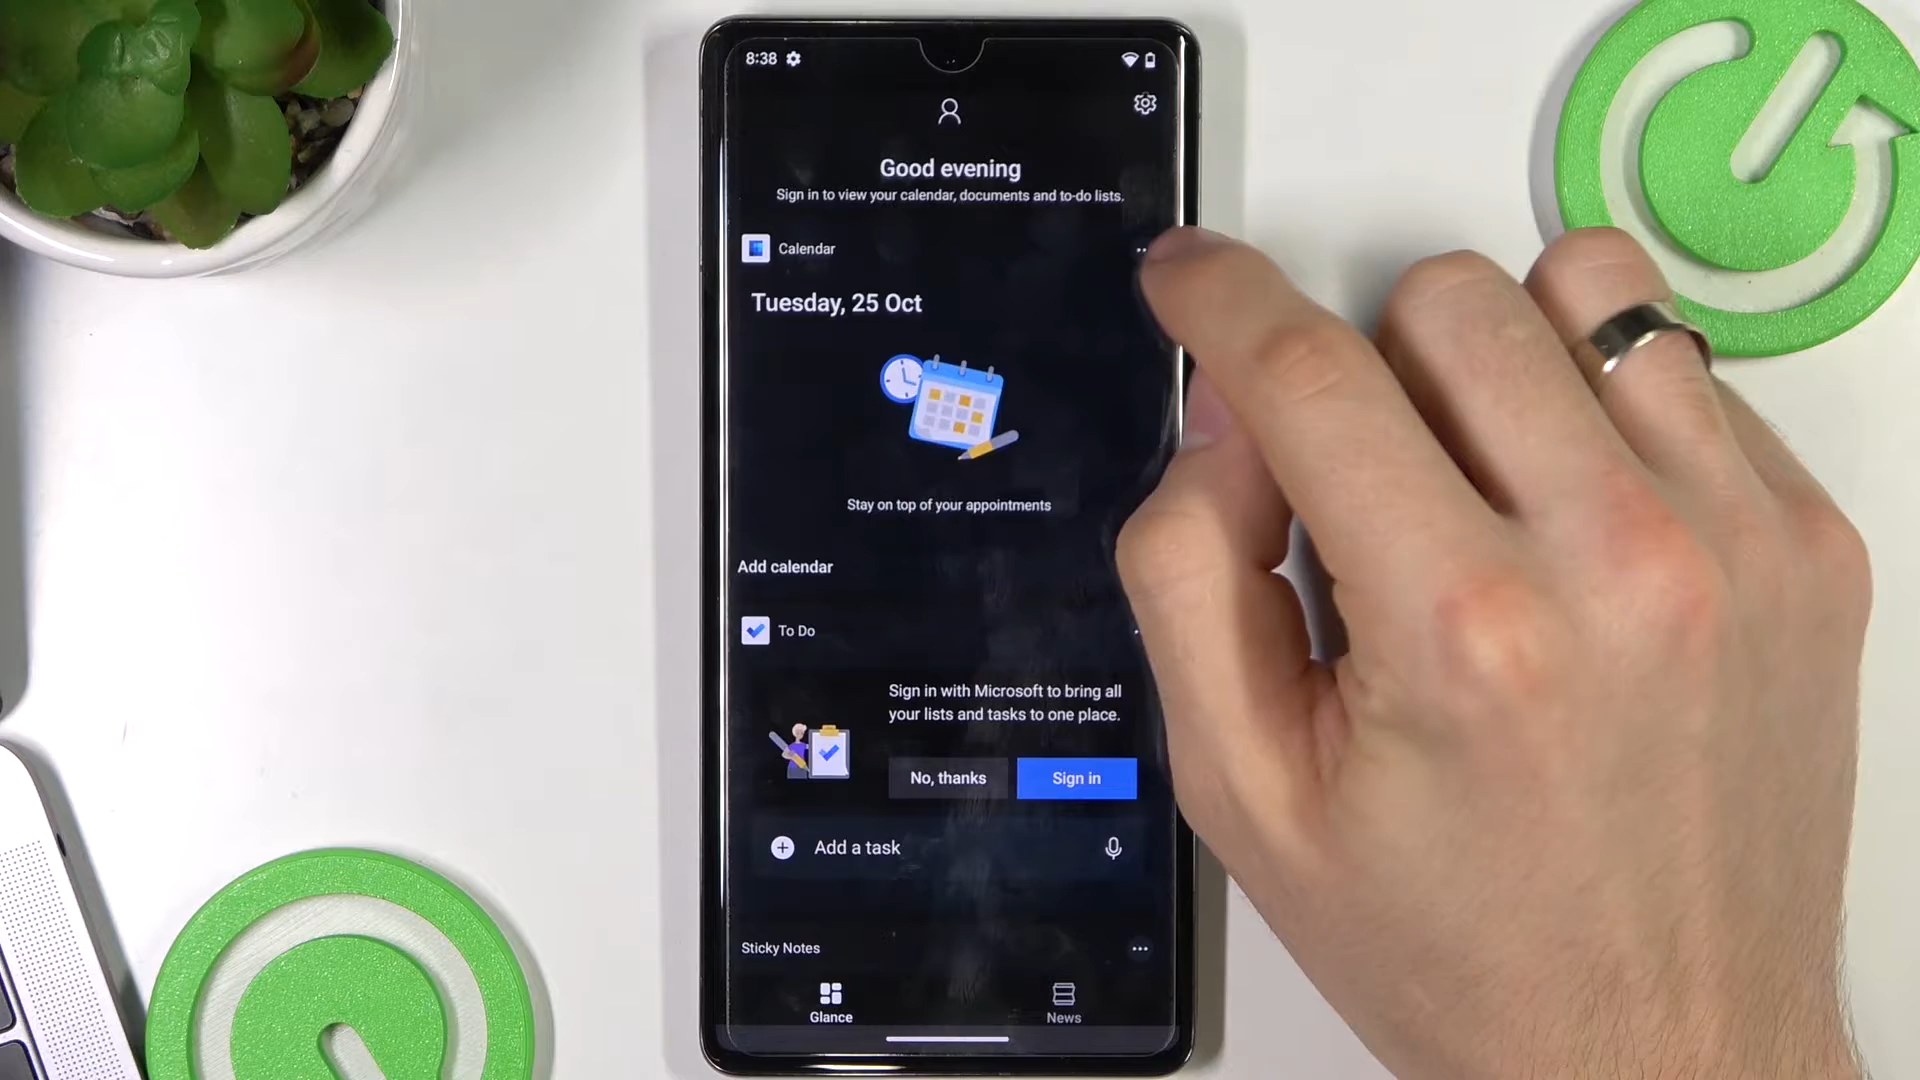 8:38
Good evening
Sign in to view your calendar, documents and to-do lists.
Calendar
Tuesday, 25 Oct
Stay on top of your appointments
Add calendar
To Do
Sign in with Microsoft to bring all
your lists and tasks to one place.
No, thanks
Sign in
Add a task
Sticky Notes
Glance
News